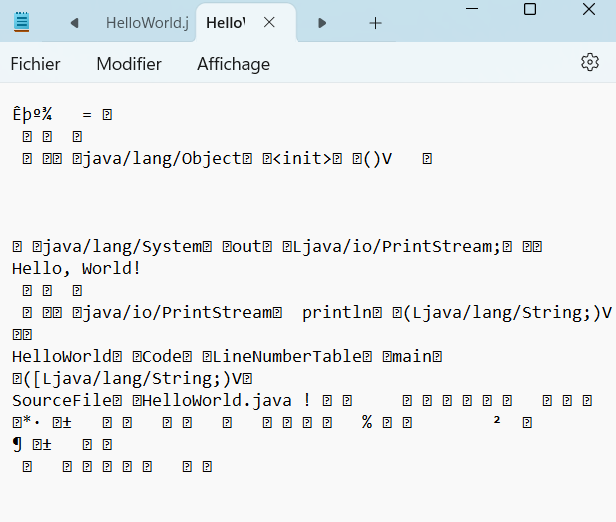 HelloWorld.j
HelloW
Fichier Modifier Affichage
Êþº¾ = �
� � �
� �� �java/lang/Object� �<init>� �()V �
� �java/lang/System� �out� �Ljava/io/PrintStream;� ��
Hello, World!
� � �
� �� �java/io/PrintStream� println� �(Ljava/lang/String;)V
��
HelloWorld� �Code� �LineNumberTable� �main�
�([Ljava/lang/String;)V�
SourceFile� �HelloWorld.java ! � � � � � � � � � � �
�*· �± � � � � � � � � � % � � ² �
¶ �± � �
� � � � � � � �